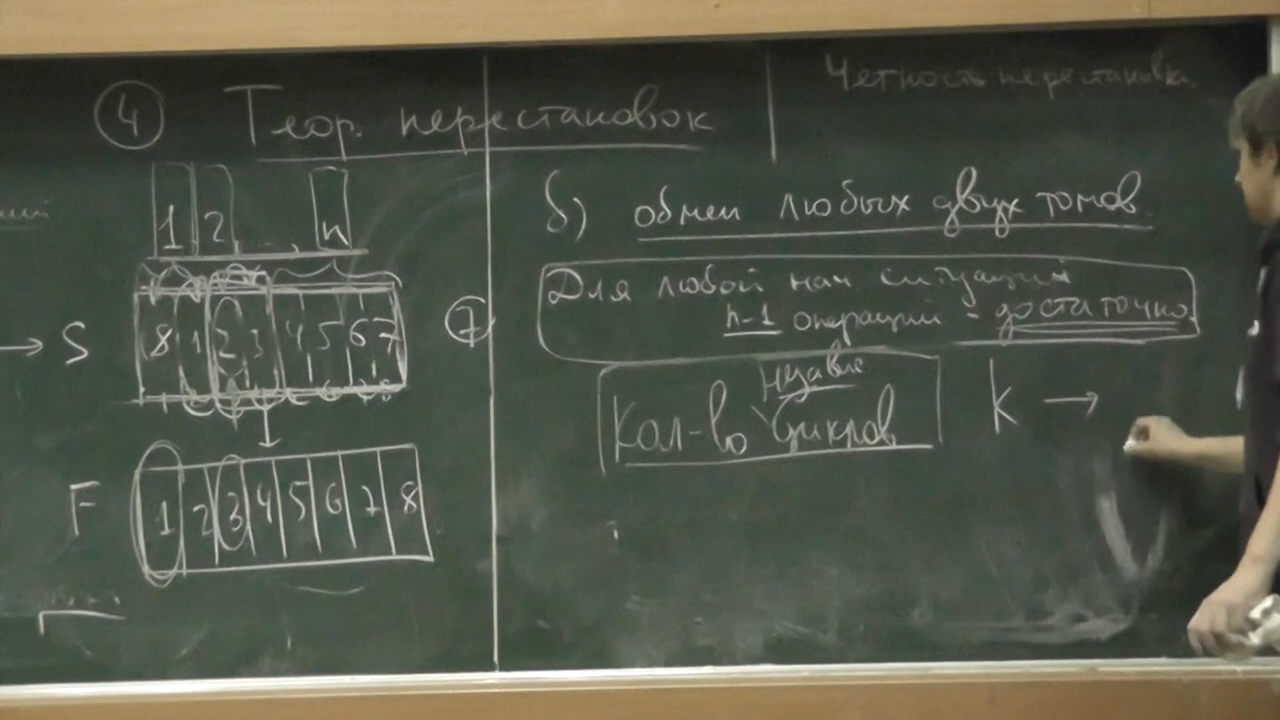 4 Теор. перестановок
Четность перестановки
1 2 ... n
→ S 8 1 2 3 4 5 6 7 7
F 1 2 3 4 5 6 7 8
б) обмен любых двух томов.
Для любой нач ситуации
n-1 операций - достаточно.
независ
Кол-во циклов K →